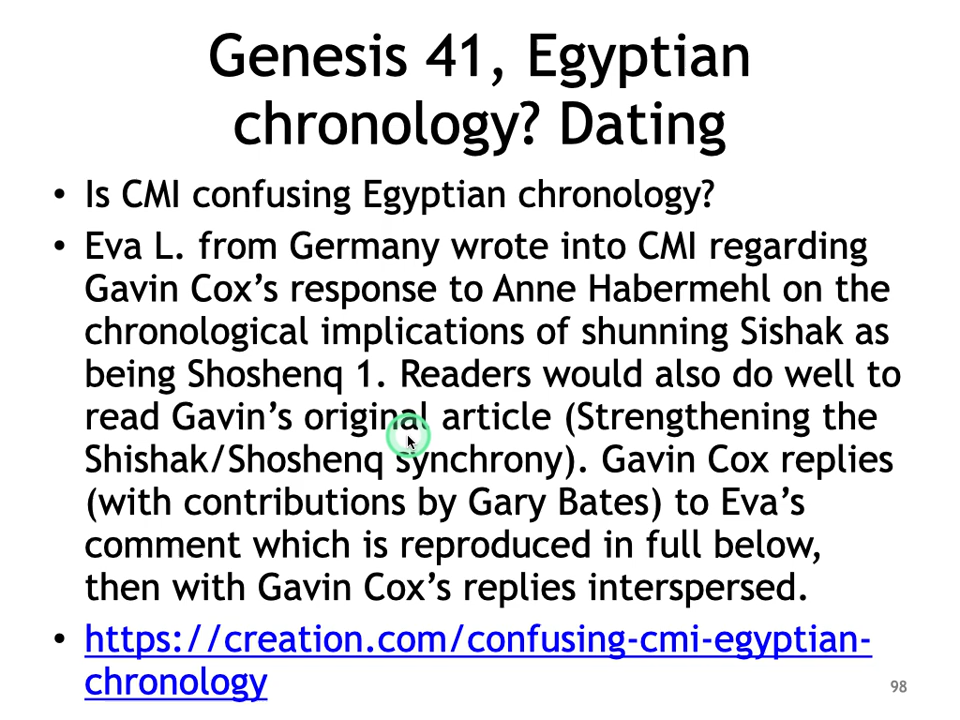 Genesis 41, Egyptian
chronology? Dating
• Is CMI confusing Egyptian chronology?
• Eva L. from Germany wrote into CMI regarding
Gavin Cox’s response to Anne Habermehl on the
chronological implications of shunning Sishak as
being Shoshenq 1. Readers would also do well to
read Gavin’s original article (Strengthening the
Shishak/Shoshenq synchrony). Gavin Cox replies
(with contributions by Gary Bates) to Eva’s
comment which is reproduced in full below,
then with Gavin Cox’s replies interspersed.
• https://creation.com/confusing-cmi-egyptian-
chronology
98